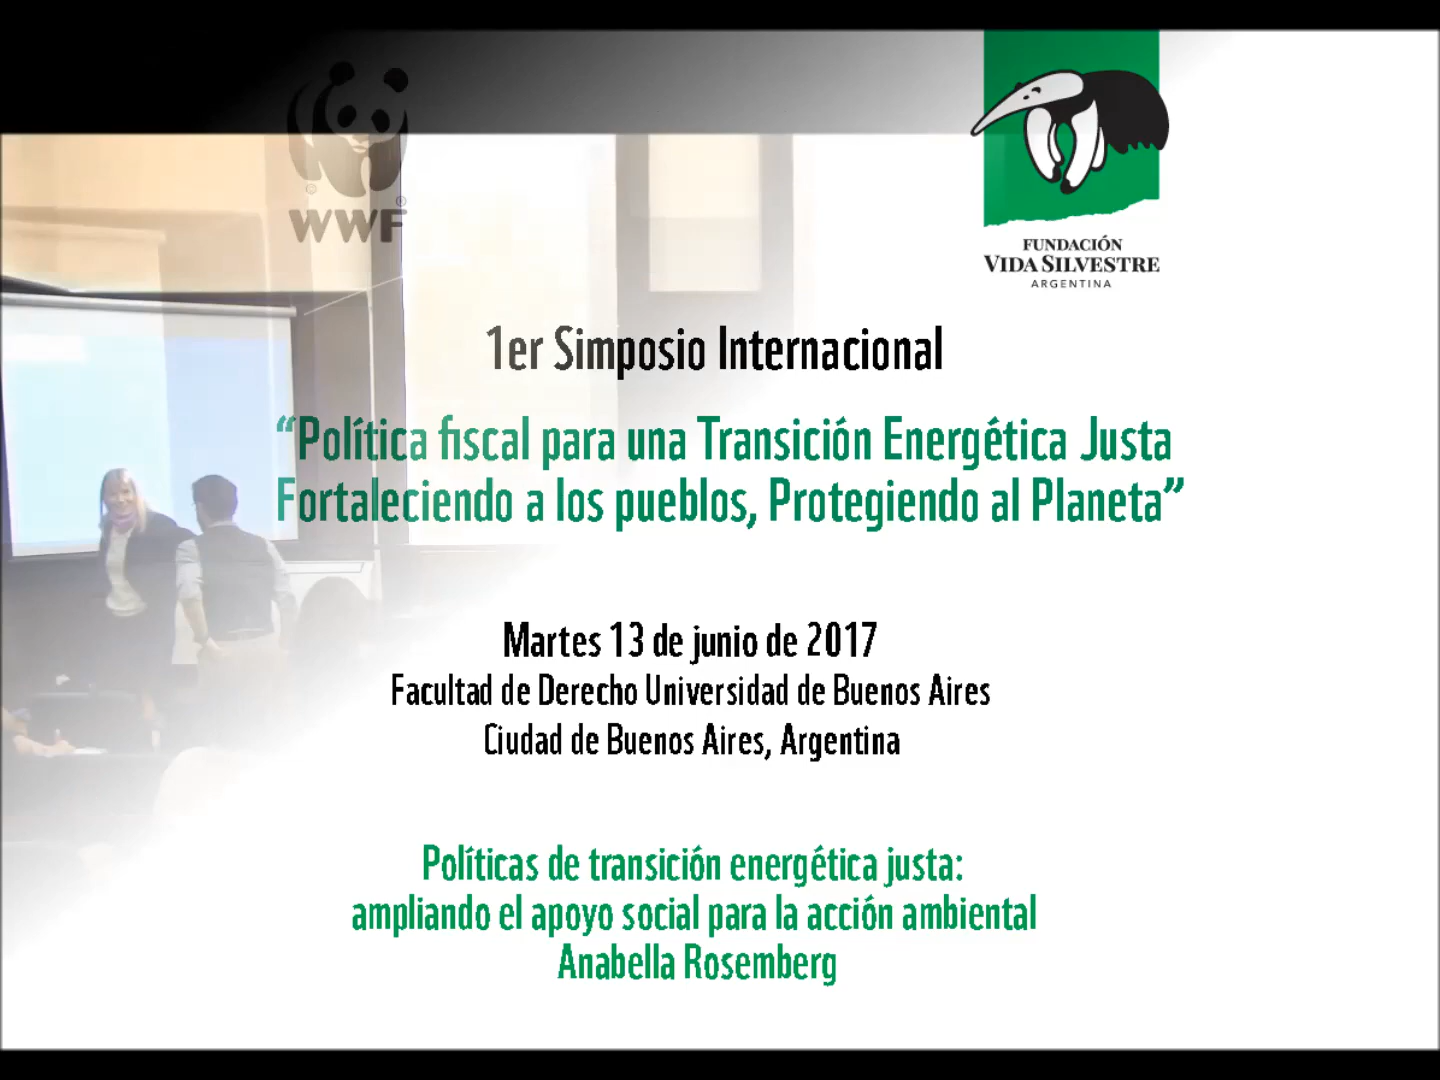 WWF
FUNDACIÓN
VIDA SILVESTRE
ARGENTINA
1er Simposio Internacional
“Política fiscal para una Transición Energética Justa
Fortaleciendo a los pueblos, Protegiendo al Planeta”
Martes 13 de junio de 2017
Facultad de Derecho Universidad de Buenos Aires
Ciudad de Buenos Aires, Argentina
Políticas de transición energética justa:
ampliando el apoyo social para la acción ambiental
Anabella Rosemberg